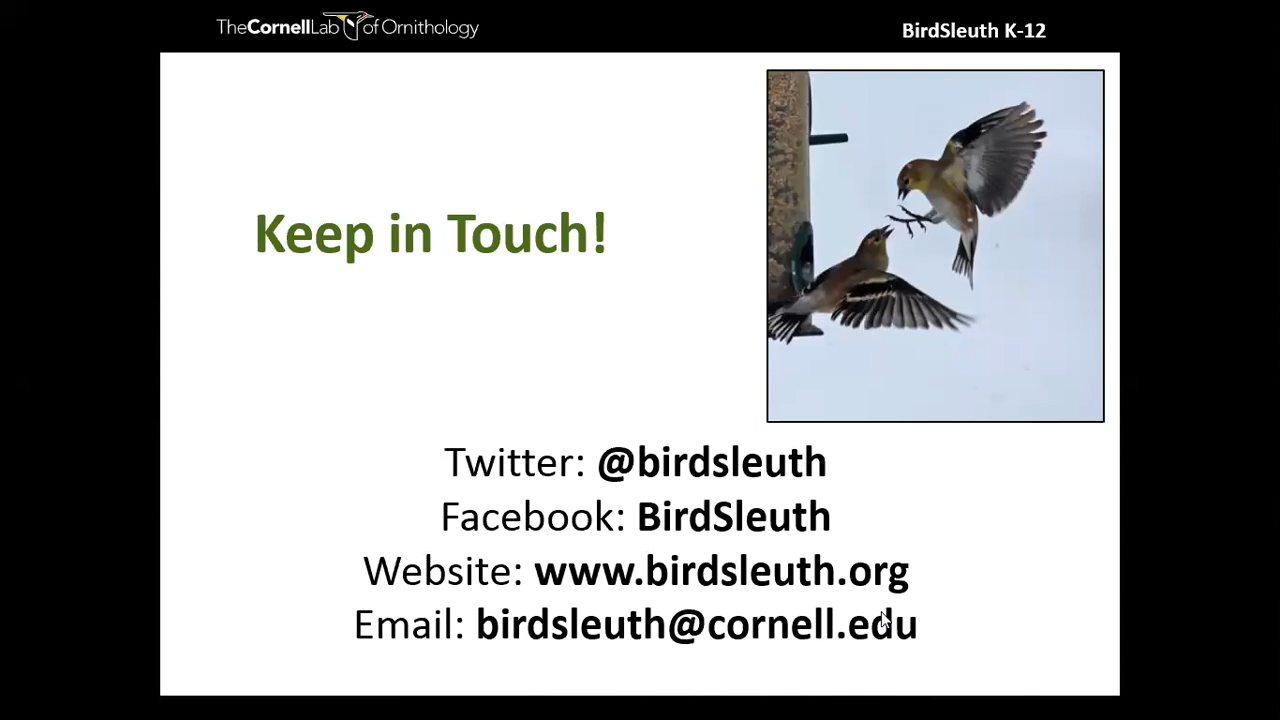 TheCornellLab of Ornithology
BirdSleuth K-12
Keep in Touch!
Twitter: @birdsleuth
Facebook: BirdSleuth
Website: www.birdsleuth.org
Email: birdsleuth@cornell.edu